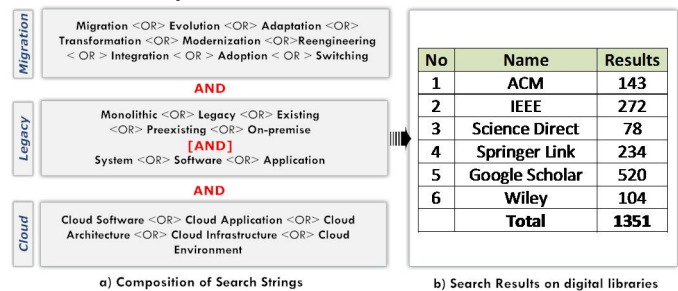 Migration
Migration <OR> Evolution <OR> Adaptation <OR>
Transformation <OR> Modernization <OR>Reengineering
< OR > Integration < OR > Adoption < OR > Switching
AND
Legacy
Monolithic <OR> Legacy <OR> Existing
<OR> Preexisting <OR> On-premise
[AND]
System <OR> Software <OR> Application
AND
Cloud
Cloud Software <OR> Cloud Application <OR> Cloud
Architecture <OR> Cloud Infrastructure <OR> Cloud
Environment
a) Composition of Search Strings
No Name Results
1 ACM 143
2 IEEE 272
3 Science Direct 78
4 Springer Link 234
5 Google Scholar 520
6 Wiley 104
Total 1351
b) Search Results on digital libraries